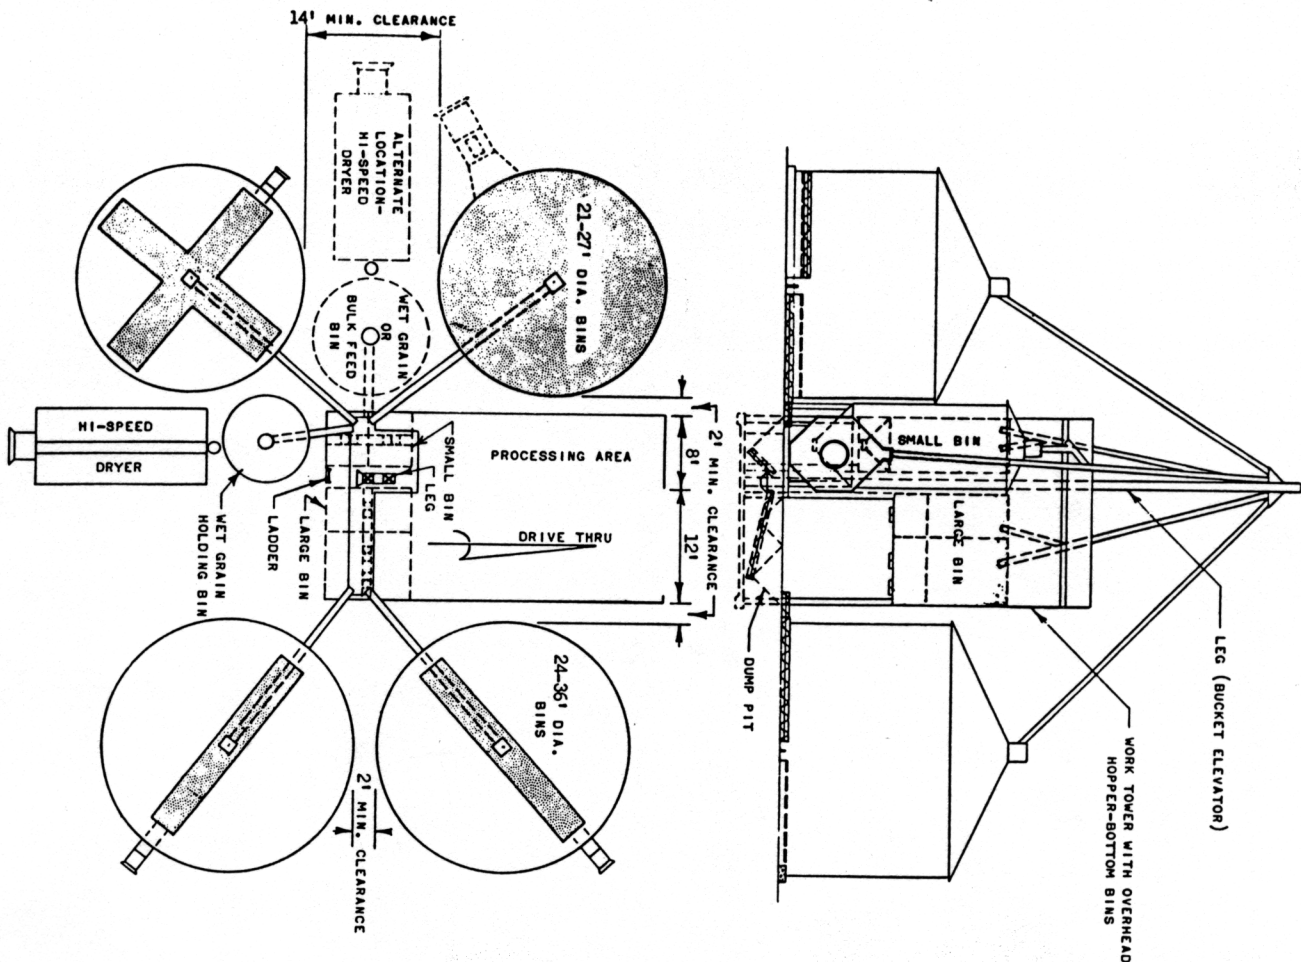 14' MIN. CLEARANCE
ALTERNATE
LOCATION-
HI-SPEED
DRYER
21-27' DIA. BINS
WET GRAIN
OR
BULK FEED
BIN
HI-SPEED
DRYER
WET GRAIN
HOLDING BIN
LADDER
LARGE BIN
LEG
SMALL BIN
PROCESSING AREA
DRIVE THRU
8'
12'
2' MIN. CLEARANCE
24-36' DIA.
BINS
2' MIN. CLEARANCE
SMALL BIN
LARGE BIN
DUMP PIT
LEG (BUCKET ELEVATOR)
WORK TOWER WITH OVERHEAD
HOPPER-BOTTOM BINS